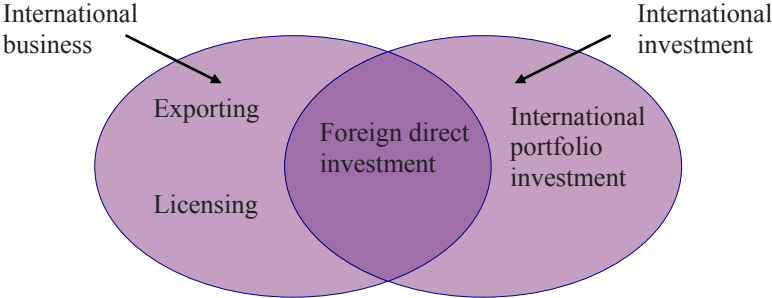 International
business
International
investment
Exporting
Licensing
Foreign direct
investment
International
portfolio
investment